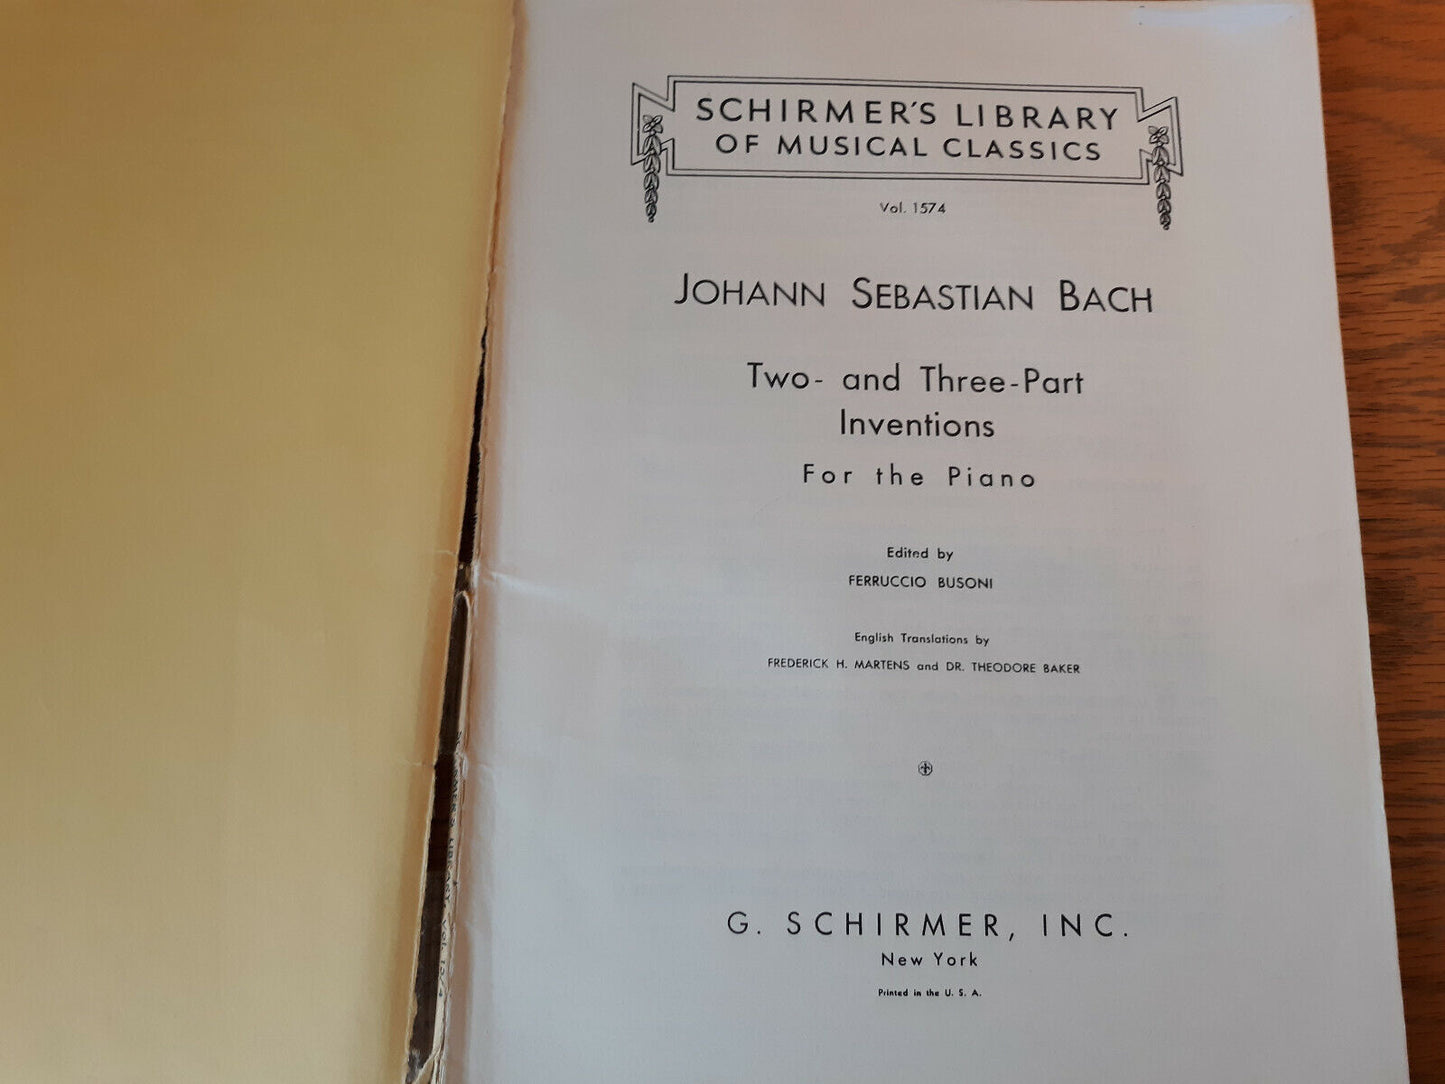 SCHIRMER'S LIBRARY
OF MUSICAL CLASSICS
Vol. 1574
JOHANN SEBASTIAN BACH
Two- and Three-Part
Inventions
For the Piano
Edited by
FERRUCCIO BUSONI
English Translations by
FREDERICK H. MARTENS and DR. THEODORE BAKER
G. SCHIRMER, INC.
New York
Printed in the U. S. A.
LIBRARY, VOL.